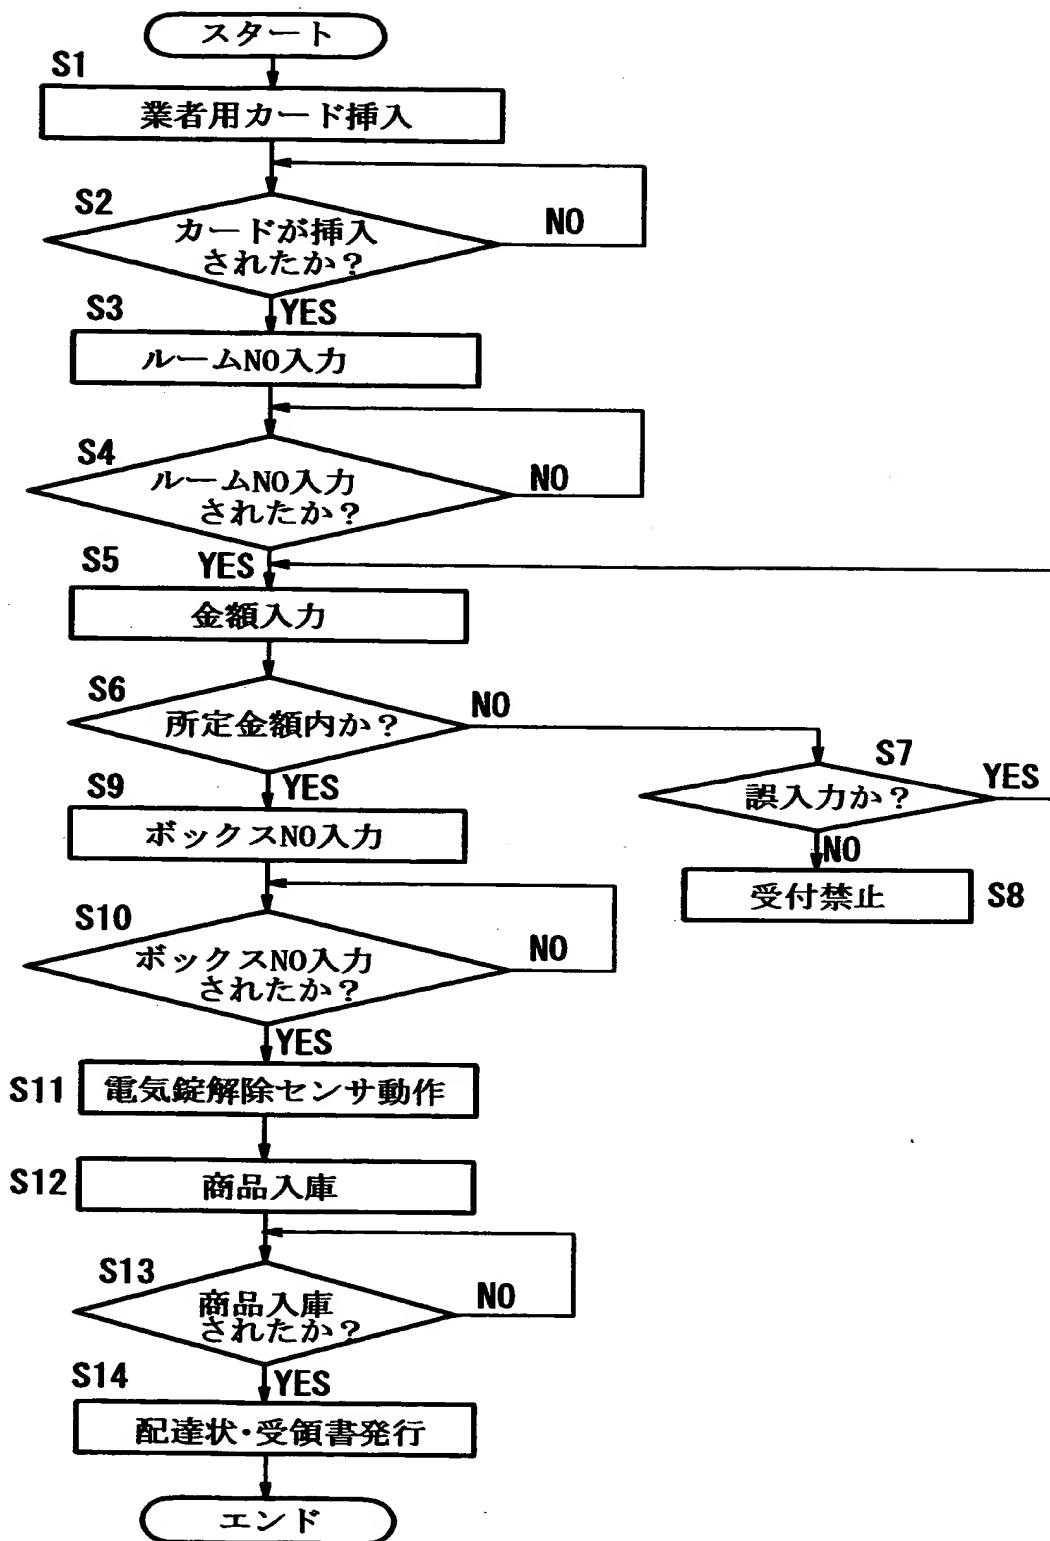 スタート
S1
業者用カード挿入
S2
カードが挿入
されたか?
NO
YES
S3
ルームNO入力
S4
ルームNO入力
されたか?
NO
YES
S5
金額入力
S6
所定金額内か?
NO
YES
S7
誤入力か?
YES
NO
受付禁止
S8
S9
ボックスNO入力
S10
ボックスNO入力
されたか?
NO
YES
S11
電気錠解除センサ動作
S12
商品入庫
S13
商品入庫
されたか?
NO
YES
S14
配達状・受領書発行
エンド